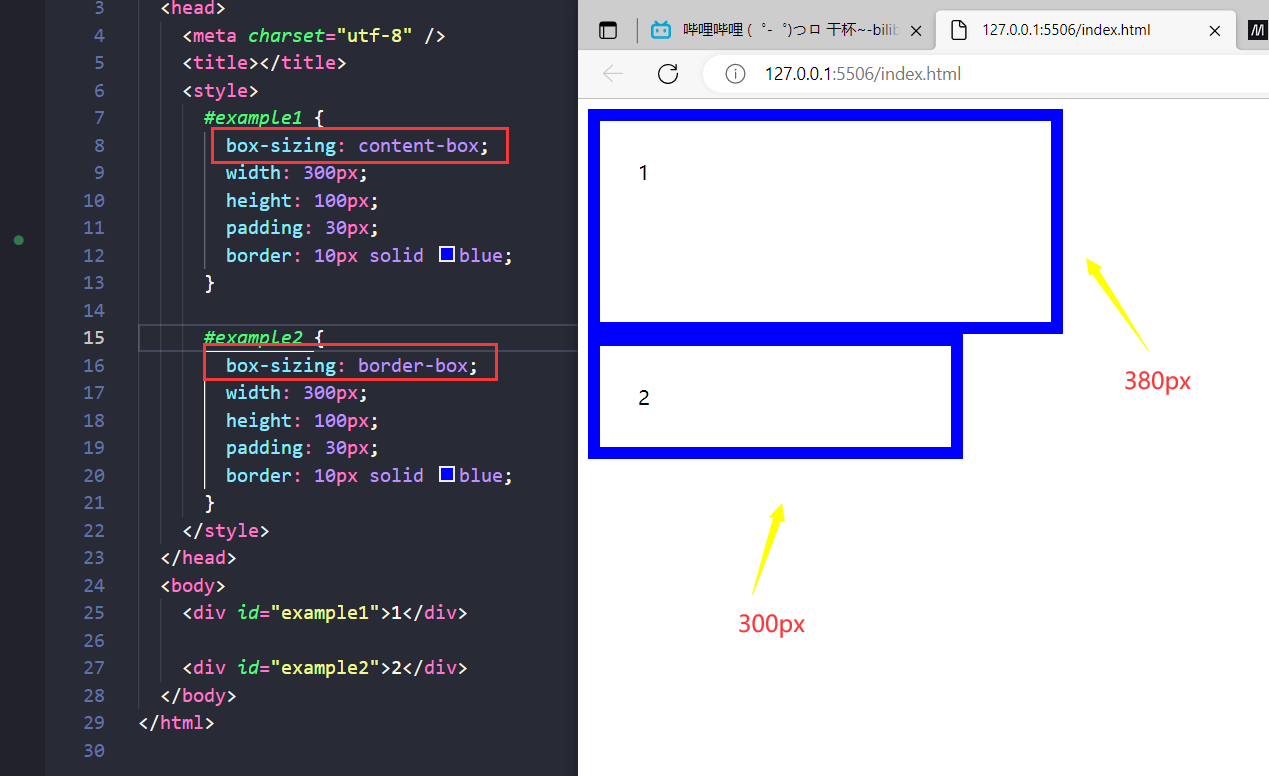 3 <head>
4 <meta charset="utf-8" />
5 <title></title>
6 <style>
7 #example1 {
8 box-sizing: content-box;
9 width: 300px;
10 height: 100px;
11 padding: 30px;
12 border: 10px solid blue;
13 }
14
15 #example2 {
16 box-sizing: border-box;
17 width: 300px;
18 height: 100px;
19 padding: 30px;
20 border: 10px solid blue;
21 }
22 </style>
23 </head>
24 <body>
25 <div id="example1">1</div>
26
27 <div id="example2">2</div>
28 </body>
29 </html>
30
哔哩哔哩 (゜-゜)つロ 干杯~-bilib
127.0.0.1:5506/index.html
M
127.0.0.1:5506/index.html
1
380px
2
300px